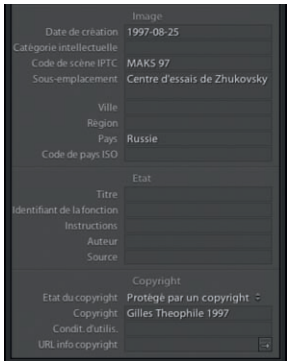 Image
Date de création 1997-08-25
Catégorie intellectuelle
Code de scène IPTC MAKS 97
Sous-emplacement Centre d'essais de Zhukovsky
Ville
Région
Pays Russie
Code de pays ISO
Etat
Titre
Identifiant de la fonction
Instructions
Auteur
Source
Copyright
Etat du copyright Protégé par un copyright
Copyright Gilles Theophile 1997
Condit. d'utilis.
URL info copyright